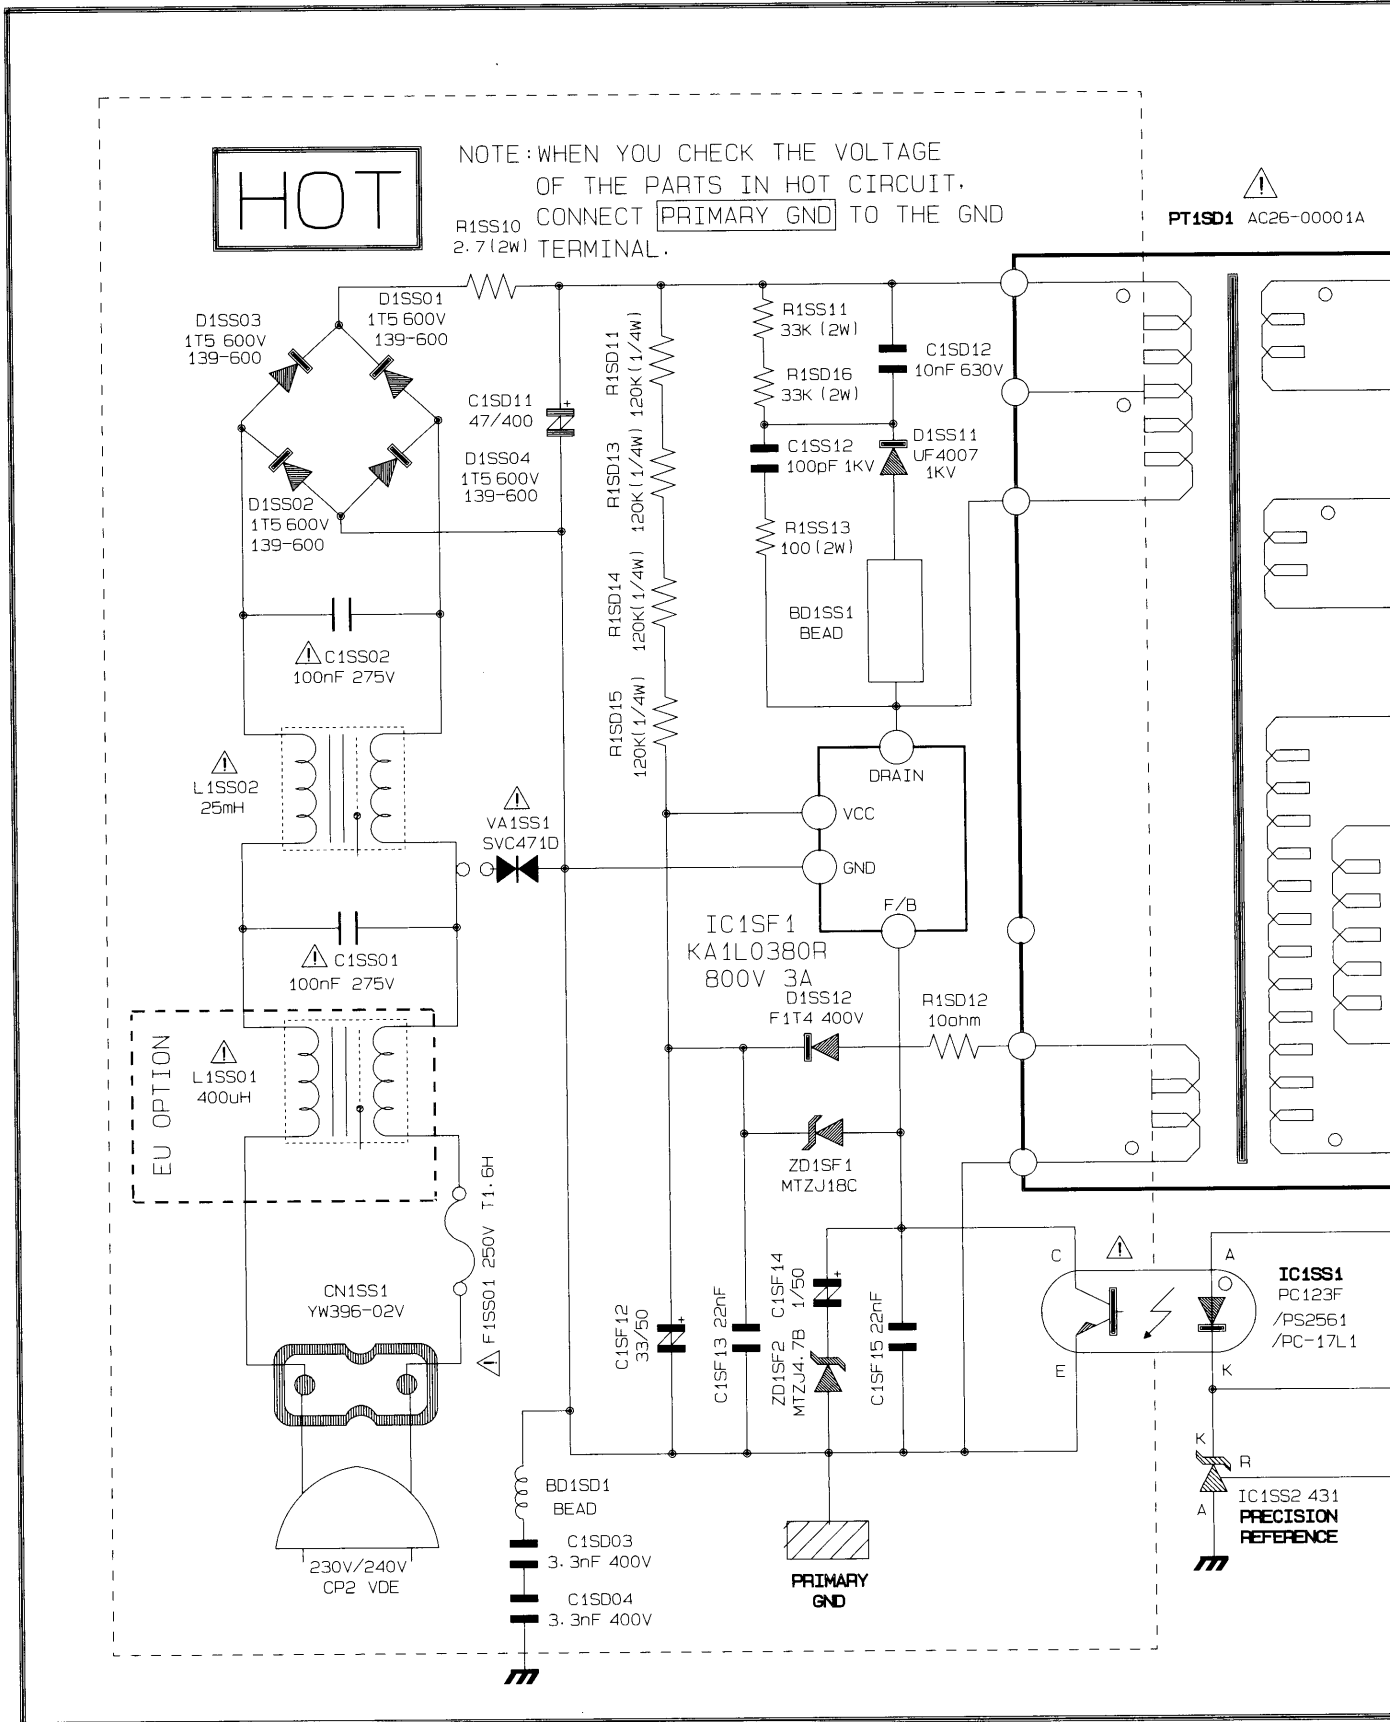 HOT
NOTE:WHEN YOU CHECK THE VOLTAGE
OF THE PARTS IN HOT CIRCUIT,
CONNECT PRIMARY GND TO THE GND
TERMINAL.
R1SS10
2.7(2W)
PT1SD1 AC26-00001A
D1SS03
1T5 600V
139-600
D1SS01
1T5 600V
139-600
C1SD11
47/400
+
D1SS04
1T5 600V
139-600
D1SS02
1T5 600V
139-600
R1SD11
120K(1/4W)
R1SD13
120K(1/4W)
R1SD14
120K(1/4W)
R1SD15
120K(1/4W)
R1SS11
33K (2W)
R1SD16
33K (2W)
C1SD12
10nF 630V
C1SS12
100pF 1KV
D1SS11
UF4007
1KV
R1SS13
100(2W)
BD1SS1
BEAD
! C1SS02
100nF 275V
!
L1SS02
25mH
!
VA1SS1
SVC471D
DRAIN
VCC
GND
F/B
IC1SF1
KA1L0380R
800V 3A
! C1SS01
100nF 275V
EU OPTION
!
L1SS01
400uH
D1SS12
F1T4 400V
R1SD12
10ohm
ZD1SF1
MTZJ18C
! F1SS01 250V T1.6H
CN1SS1
YW396-02V
230V/240V
CP2 VDE
C1SF12
33/50
+
C1SF13 22nF
C1SF14
1/50
+
ZD1SF2
MTZJ4.7B
C1SF15 22nF
C
!
A
E
K
IC1SS1
PC123F
/PS2561
/PC-17L1
K
R
A
IC1SS2 431
PRECISION
REFERENCE
BD1SD1
BEAD
C1SD03
3.3nF 400V
C1SD04
3.3nF 400V
PRIMARY
GND
!